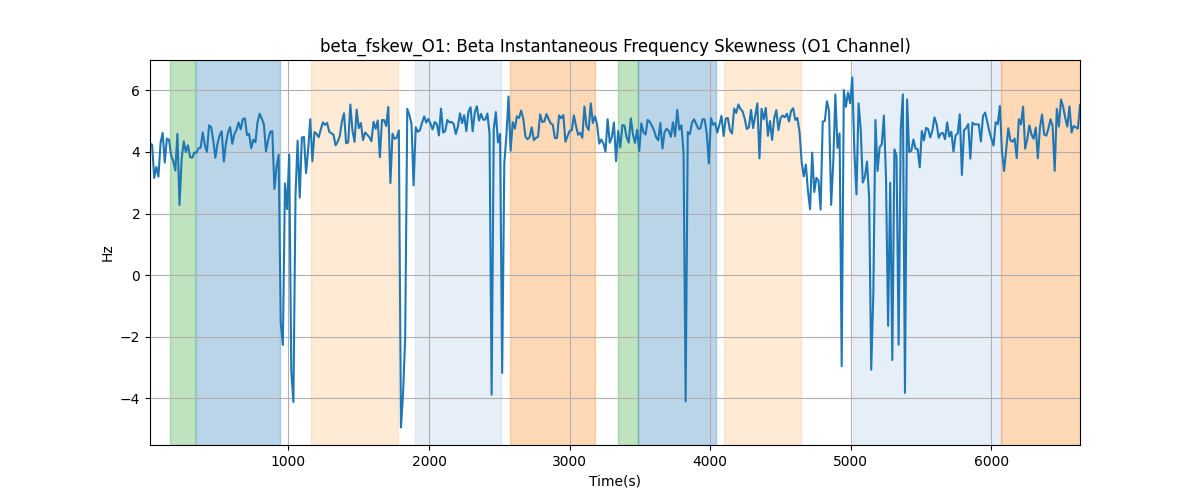 beta_fskew_O1: Beta Instantaneous Frequency Skewness (O1 Channel)
6
4
2
0
−2
−4
Hz
1000 2000 3000 4000 5000 6000
Time(s)